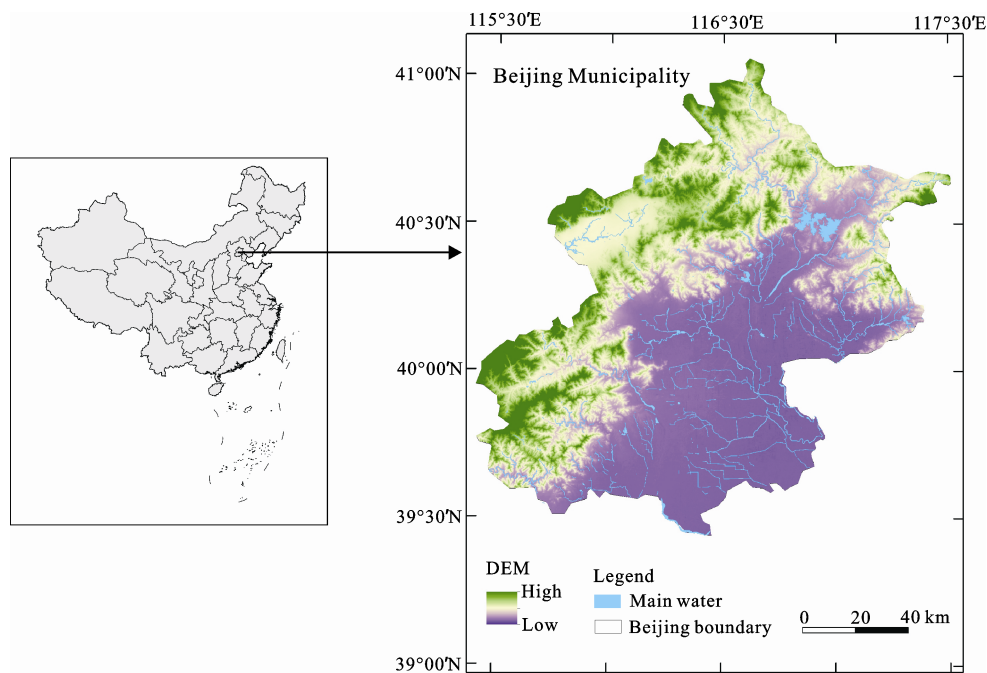 115°30′E 116°30′E 117°30′E
41°00′N
Beijing Municipality
40°30′N
40°00′N
39°30′N
39°00′N
DEM
High
Low
Legend
Main water
Beijing boundary
0 20 40 km